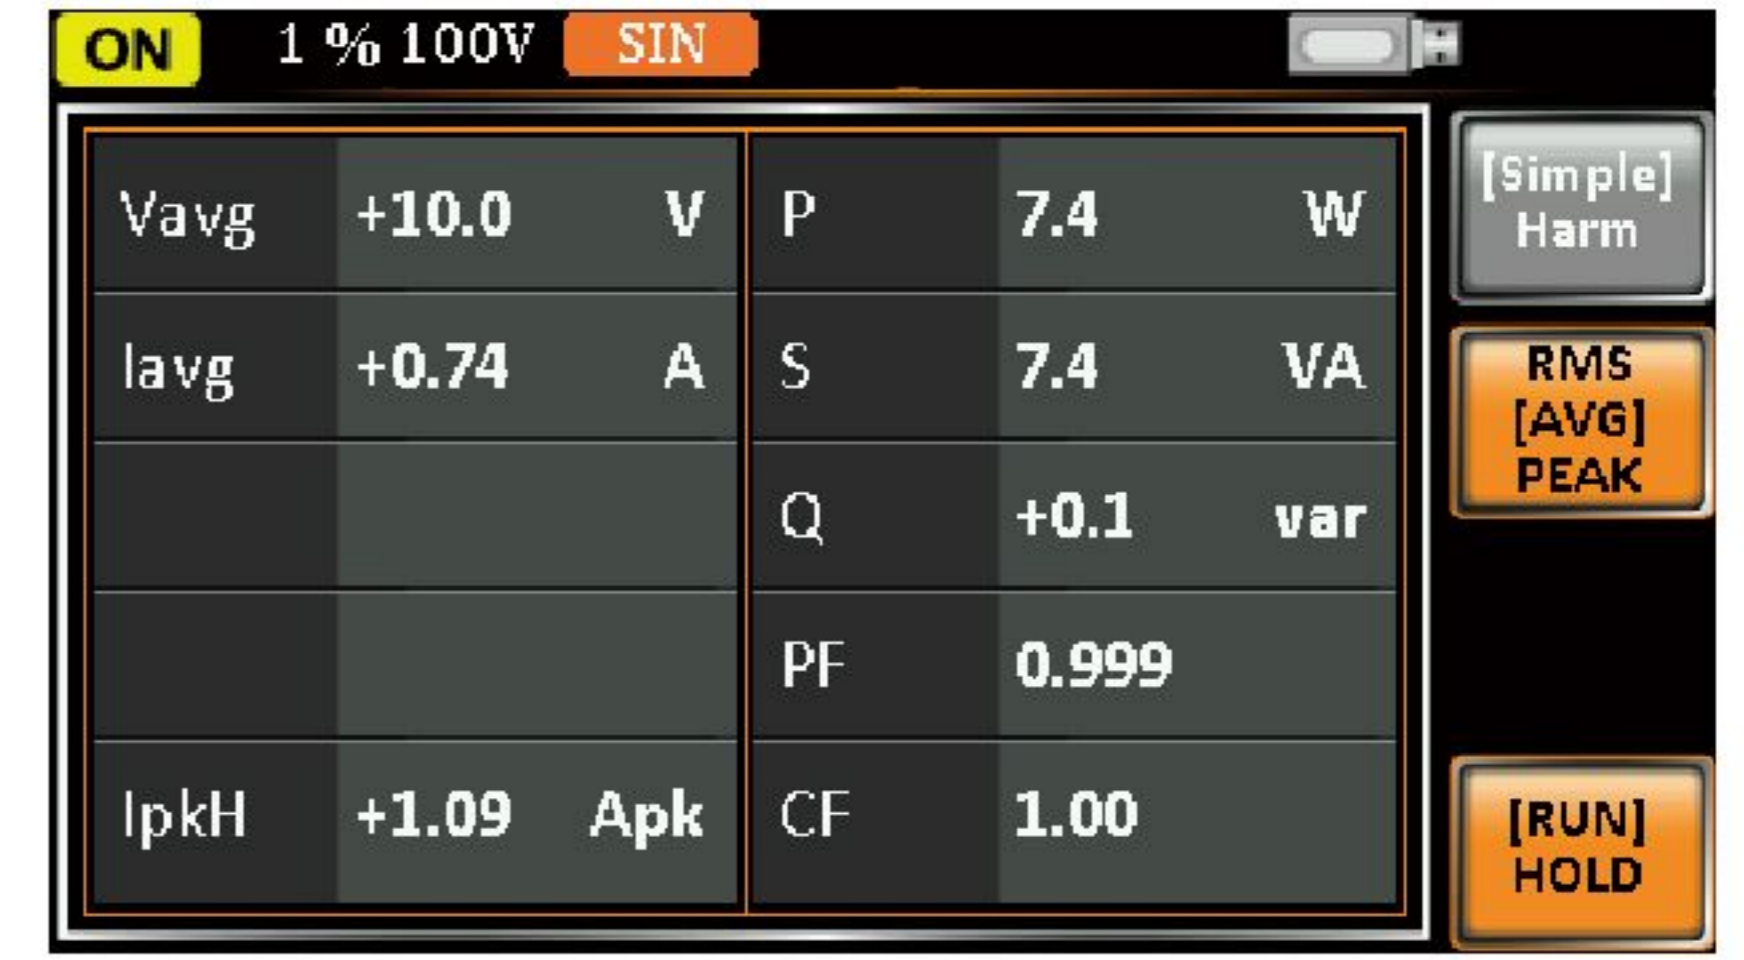 ON 1 % 100V SIN
Vavg +10.0 V P 7.4 W
Iavg +0.74 A S 7.4 VA
Q +0.1 var
PF 0.999
IpkH +1.09 Apk CF 1.00
[Simple]
Harm
RMS
[AVG]
PEAK
[RUN]
HOLD